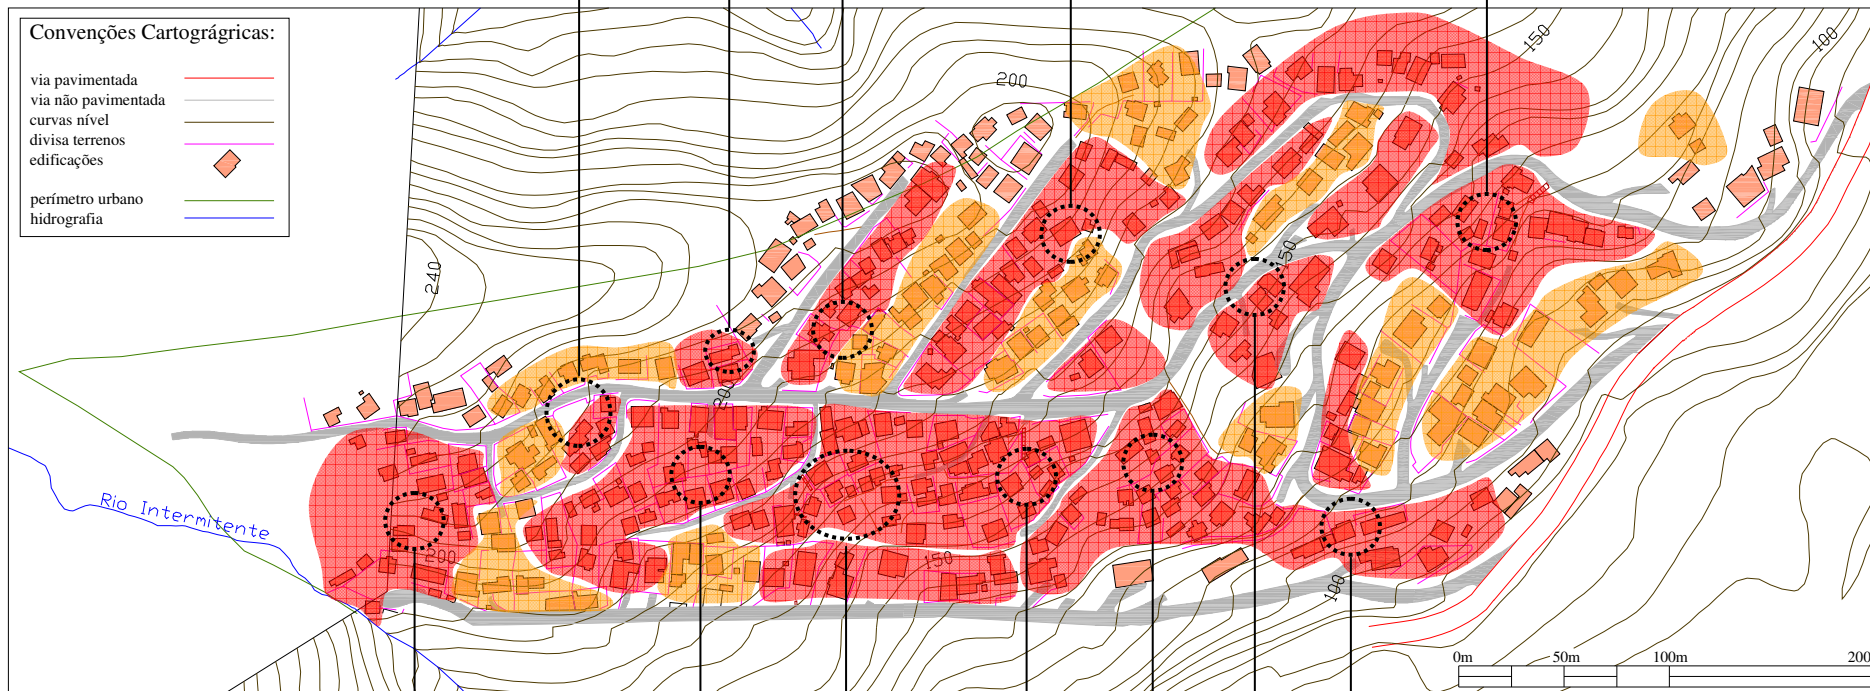 Convenções Cartográgricas:
via pavimentada
via não pavimentada
curvas nível
divisa terrenos
edificações
perímetro urbano
hidrografia
150
100
200
240
150
Rio Intermitente
200
150
100
0m
50m
100m
200